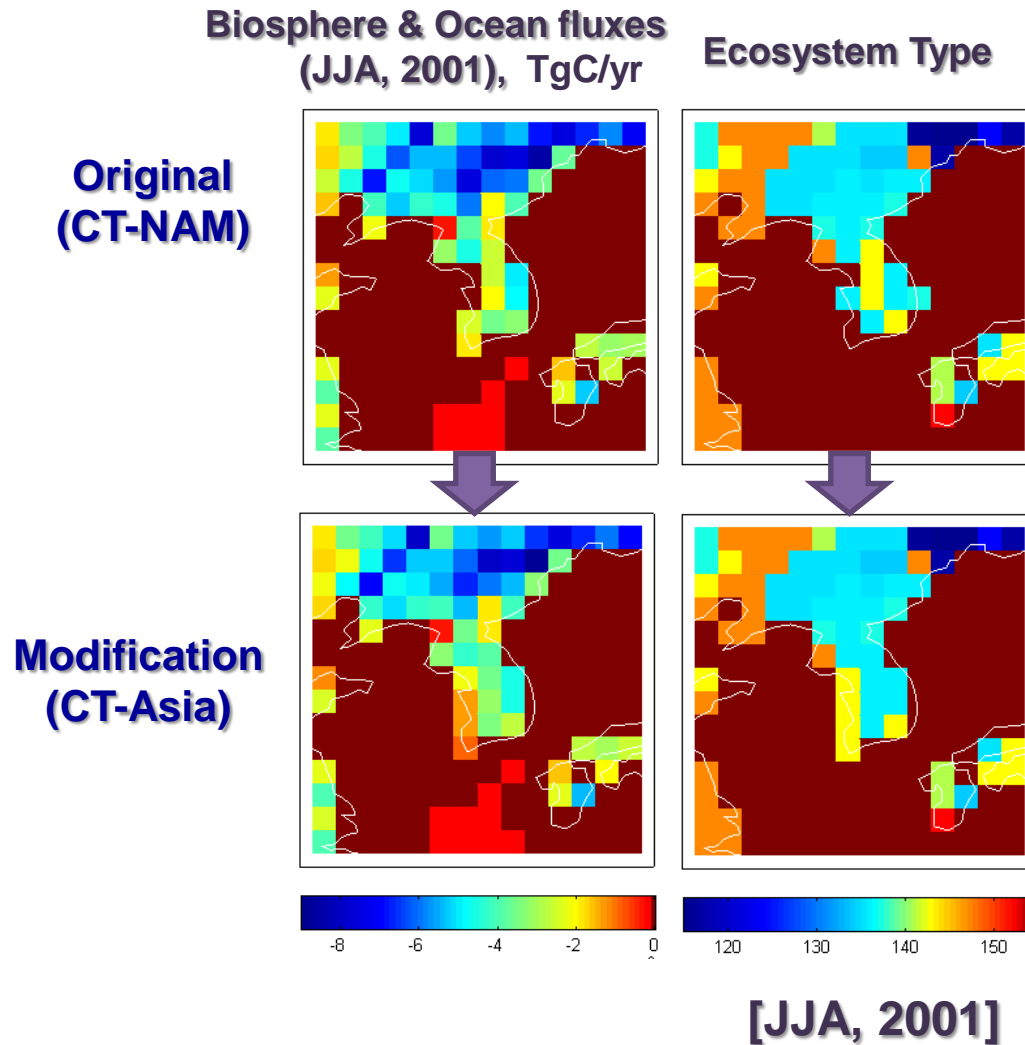 Biosphere & Ocean fluxes
(JJA, 2001), TgC/yr
Ecosystem Type
Original
(CT-NAM)
Modification
(CT-Asia)
-8 -6 -4 -2 0
120 130 140 150
[JJA, 2001]